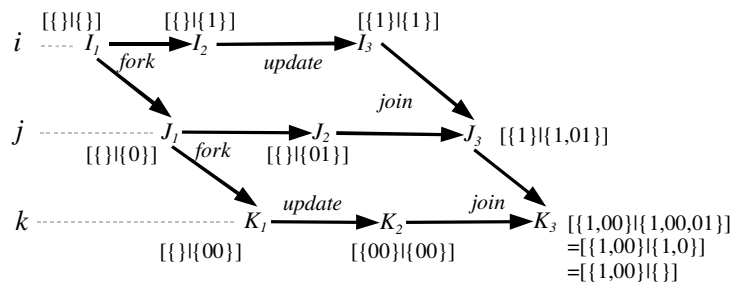 [{}|{}] [{}|{1}] [{1}|{1}]
i I1 I2 I3
fork update
join
j J1 J2 J3 [{1}|{1,01}]
[{}|{0}] fork [{}|{01}]
update join
k K1 K2 K3 [{1,00}|{1,00,01}]
[{}|{00}] [{00}|{00}] =[{1,00}|{1,0}]
=[{1,00}|{}]